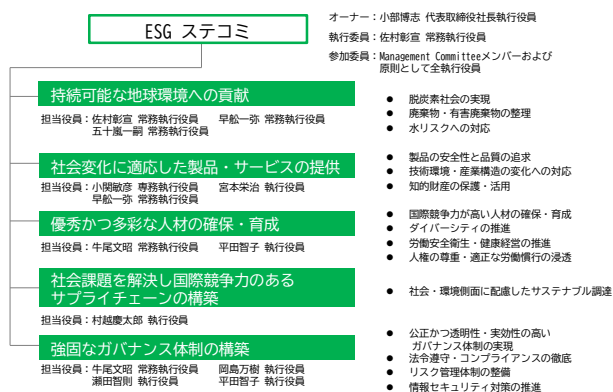 ESG ステコミ
オーナー：小部博志 代表取締役社長執行役員
執行委員：佐村彰宣 常務執行役員
参加委員：Management Committeeメンバーおよび
原則として全執行役員
持続可能な地球環境への貢献
担当役員：佐村彰宣 常務執行役員　早舩一弥 常務執行役員
五十嵐一嗣 常務執行役員
● 脱炭素社会の実現
● 廃棄物・有害廃棄物の整理
● 水リスクへの対応
社会変化に適応した製品・サービスの提供
担当役員：小関敏彦 専務執行役員　宮本栄治 執行役員
早舩一弥 常務執行役員
● 製品の安全性と品質の追求
● 技術環境・産業構造の変化への対応
● 知的財産の保護・活用
優秀かつ多彩な人材の確保・育成
担当役員：牛尾文昭 常務執行役員　平田智子 執行役員
● 国際競争力が高い人材の確保・育成
● ダイバーシティの推進
● 労働安全衛生・健康経営の推進
● 人権の尊重・適正な労働慣行の浸透
社会課題を解決し国際競争力のある
サプライチェーンの構築
担当役員：村越慶太郎 執行役員
● 社会・環境側面に配慮したサステナブル調達
強固なガバナンス体制の構築
担当役員：牛尾文昭 常務執行役員　岡島万樹 執行役員
瀬田智則 執行役員　平田智子 執行役員
● 公正かつ透明性・実効性の高い
ガバナンス体制の実現
● 法令遵守・コンプライアンスの徹底
● リスク管理体制の整備
● 情報セキュリティ対策の推進